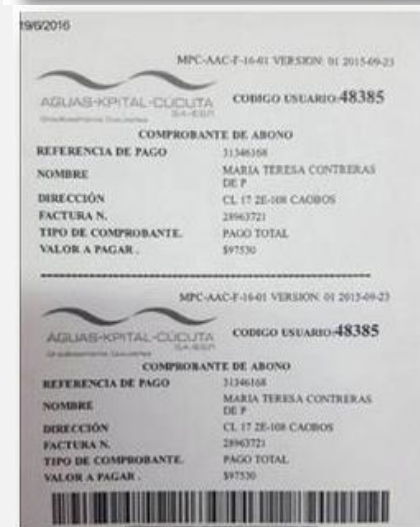 19/6/2016
MPC-AAC-F-16-01 VERSION: 01 2015-09-23
AGUAS-KPITAL-CÚCUTA
S.A-E.S.P.
CODIGO USUARIO:48385
COMPROBANTE DE ABONO
REFERENCIA DE PAGO 31346168
NOMBRE MARIA TERESA CONTRERAS
DE P
DIRECCIÓN CL 17 2E-108 CAOBOS
FACTURA N. 28963721
TIPO DE COMPROBANTE. PAGO TOTAL
VALOR A PAGAR . $97530
MPC-AAC-F-16-01 VERSION: 01 2015-09-23
AGUAS-KPITAL-CÚCUTA
S.A-E.S.P.
CODIGO USUARIO:48385
COMPROBANTE DE ABONO
REFERENCIA DE PAGO 31346168
NOMBRE MARIA TERESA CONTRERAS
DE P
DIRECCIÓN CL 17 2E-108 CAOBOS
FACTURA N. 28963721
TIPO DE COMPROBANTE. PAGO TOTAL
VALOR A PAGAR . $97530